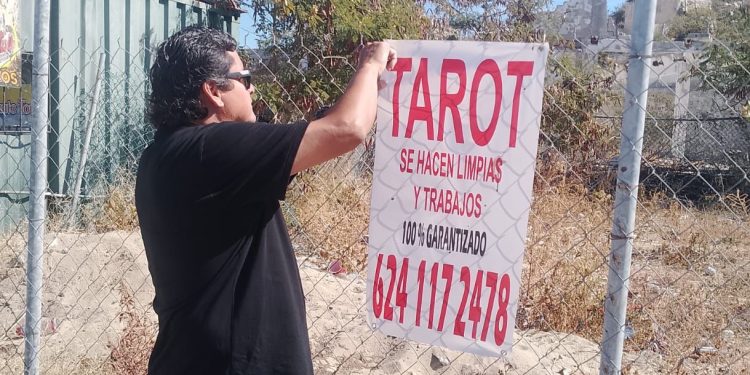 TAROT
SE HACEN LIMPIAS
Y TRABAJOS
100 % GARANTIZADO
624 117 2478